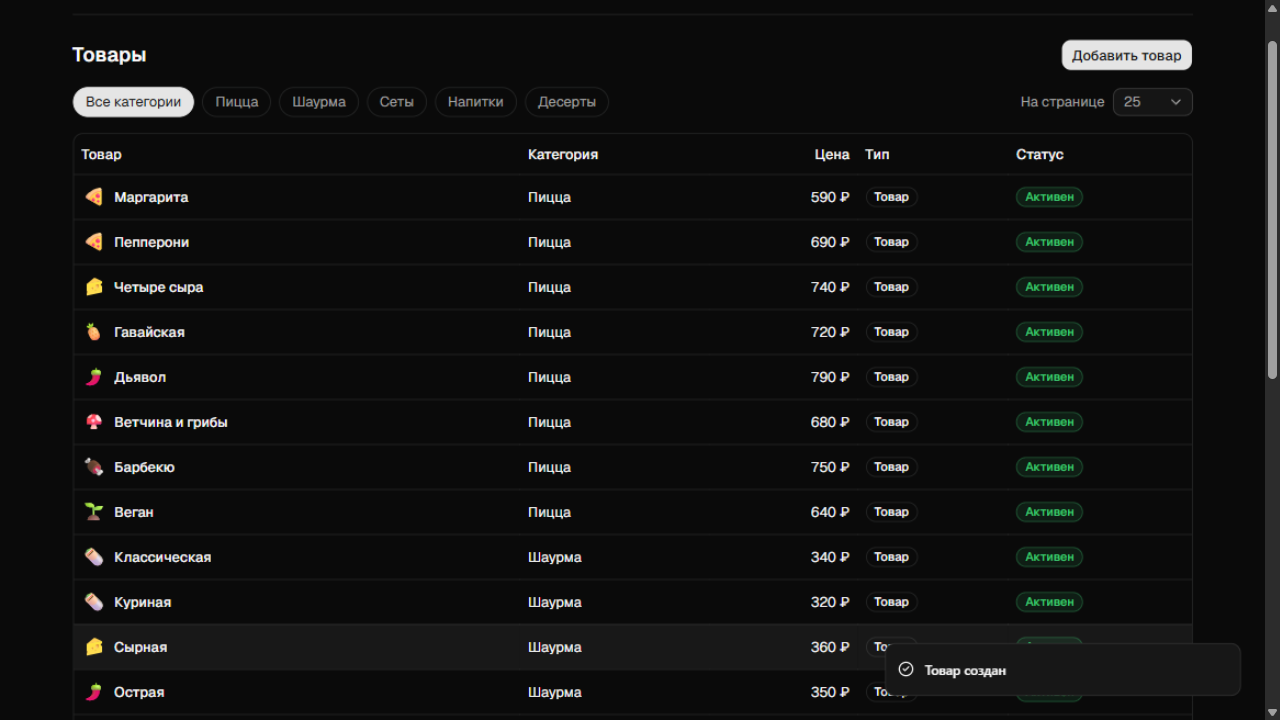 Товары
Добавить товар
Все категории Пицца Шаурма Сеты Напитки Десерты На странице 25
Товар Категория Цена Тип Статус
Маргарита Пицца 590 ₽ Товар Активен
Пепперони Пицца 690 ₽ Товар Активен
Четыре сыра Пицца 740 ₽ Товар Активен
Гавайская Пицца 720 ₽ Товар Активен
Дьявол Пицца 790 ₽ Товар Активен
Ветчина и грибы Пицца 680 ₽ Товар Активен
Барбекю Пицца 750 ₽ Товар Активен
Веган Пицца 640 ₽ Товар Активен
Классическая Шаурма 340 ₽ Товар Активен
Куриная Шаурма 320 ₽ Товар Активен
Сырная Шаурма 360 ₽
Товар создан
Острая Шаурма 350 ₽